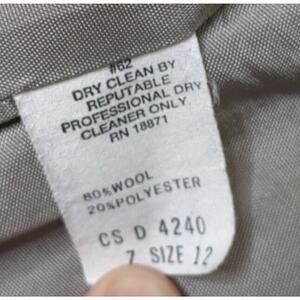 #62
DRY CLEAN BY
REPUTABLE
PROFESSIONAL DRY
CLEANER ONLY
RN 18871
80% WOOL
20% POLYESTER
CS D 4240
7 SIZE 12